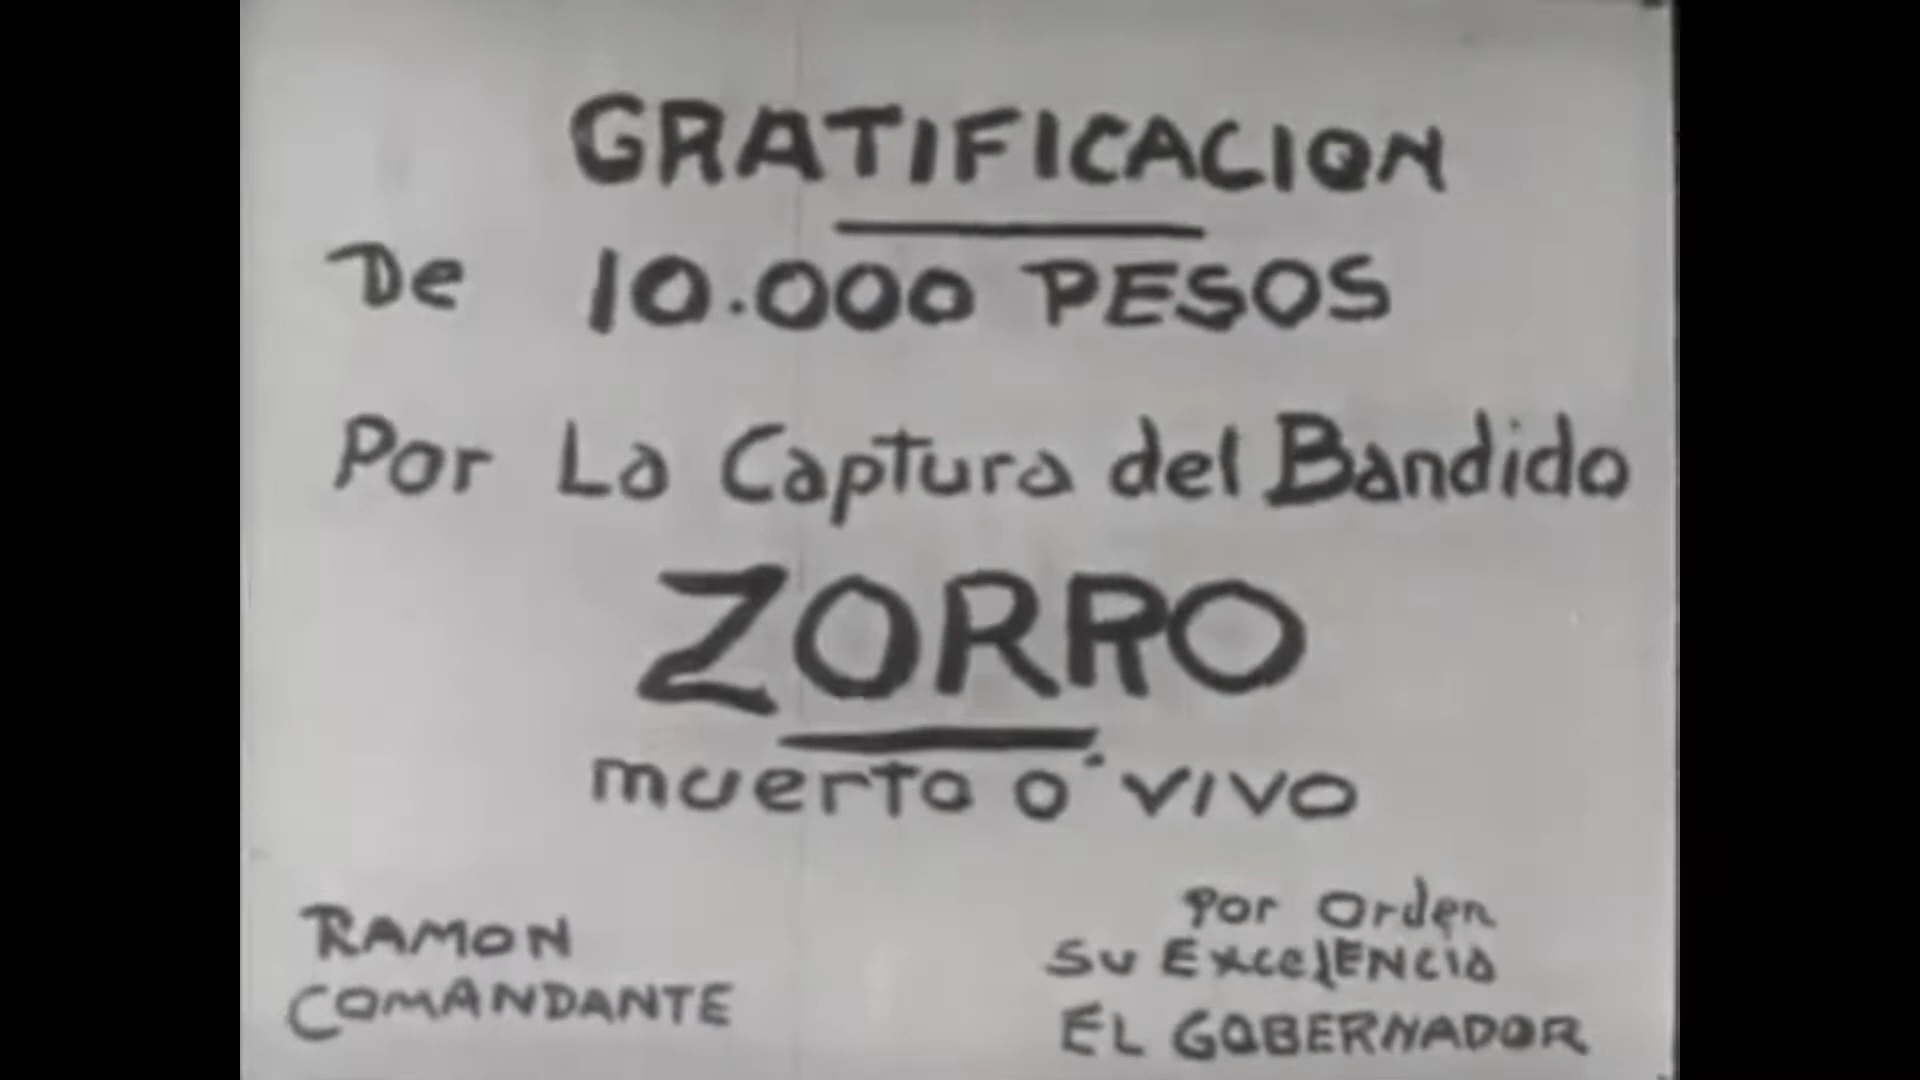 GRATIFICACION
De 10.000 PESOS
Por La Captura del Bandido
ZORRO
muerto o' vivo
RAMON
COMANDANTE
Por Orden
Su ExcelENcia
EL GOBERNADOR